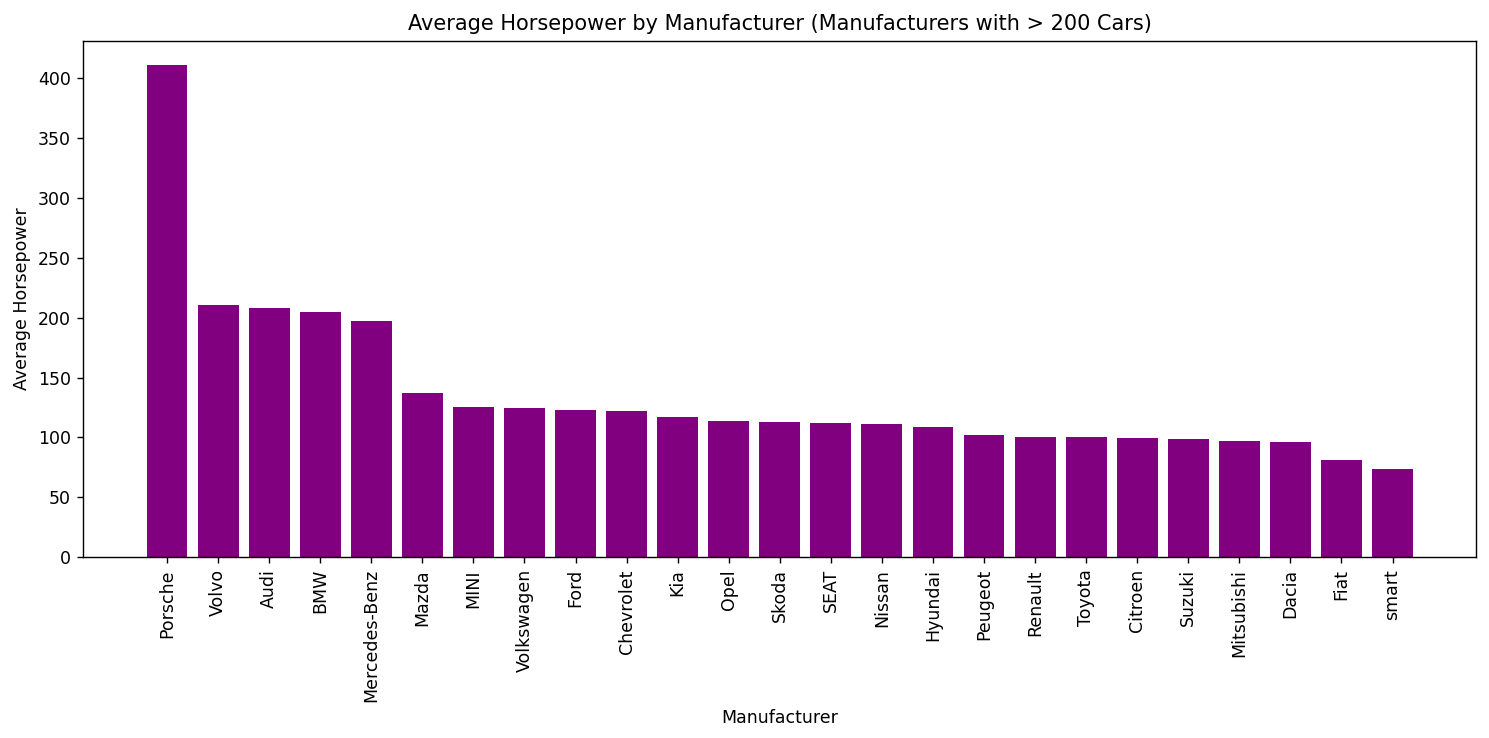 Average Horsepower by Manufacturer (Manufacturers with > 200 Cars)
Average Horsepower
400
350
300
250
200
150
100
50
0
Porsche
Volvo
Audi
BMW
Mercedes-Benz
Mazda
MINI
Volkswagen
Ford
Chevrolet
Kia
Opel
Skoda
SEAT
Nissan
Hyundai
Peugeot
Renault
Toyota
Citroen
Suzuki
Mitsubishi
Dacia
Fiat
smart
Manufacturer